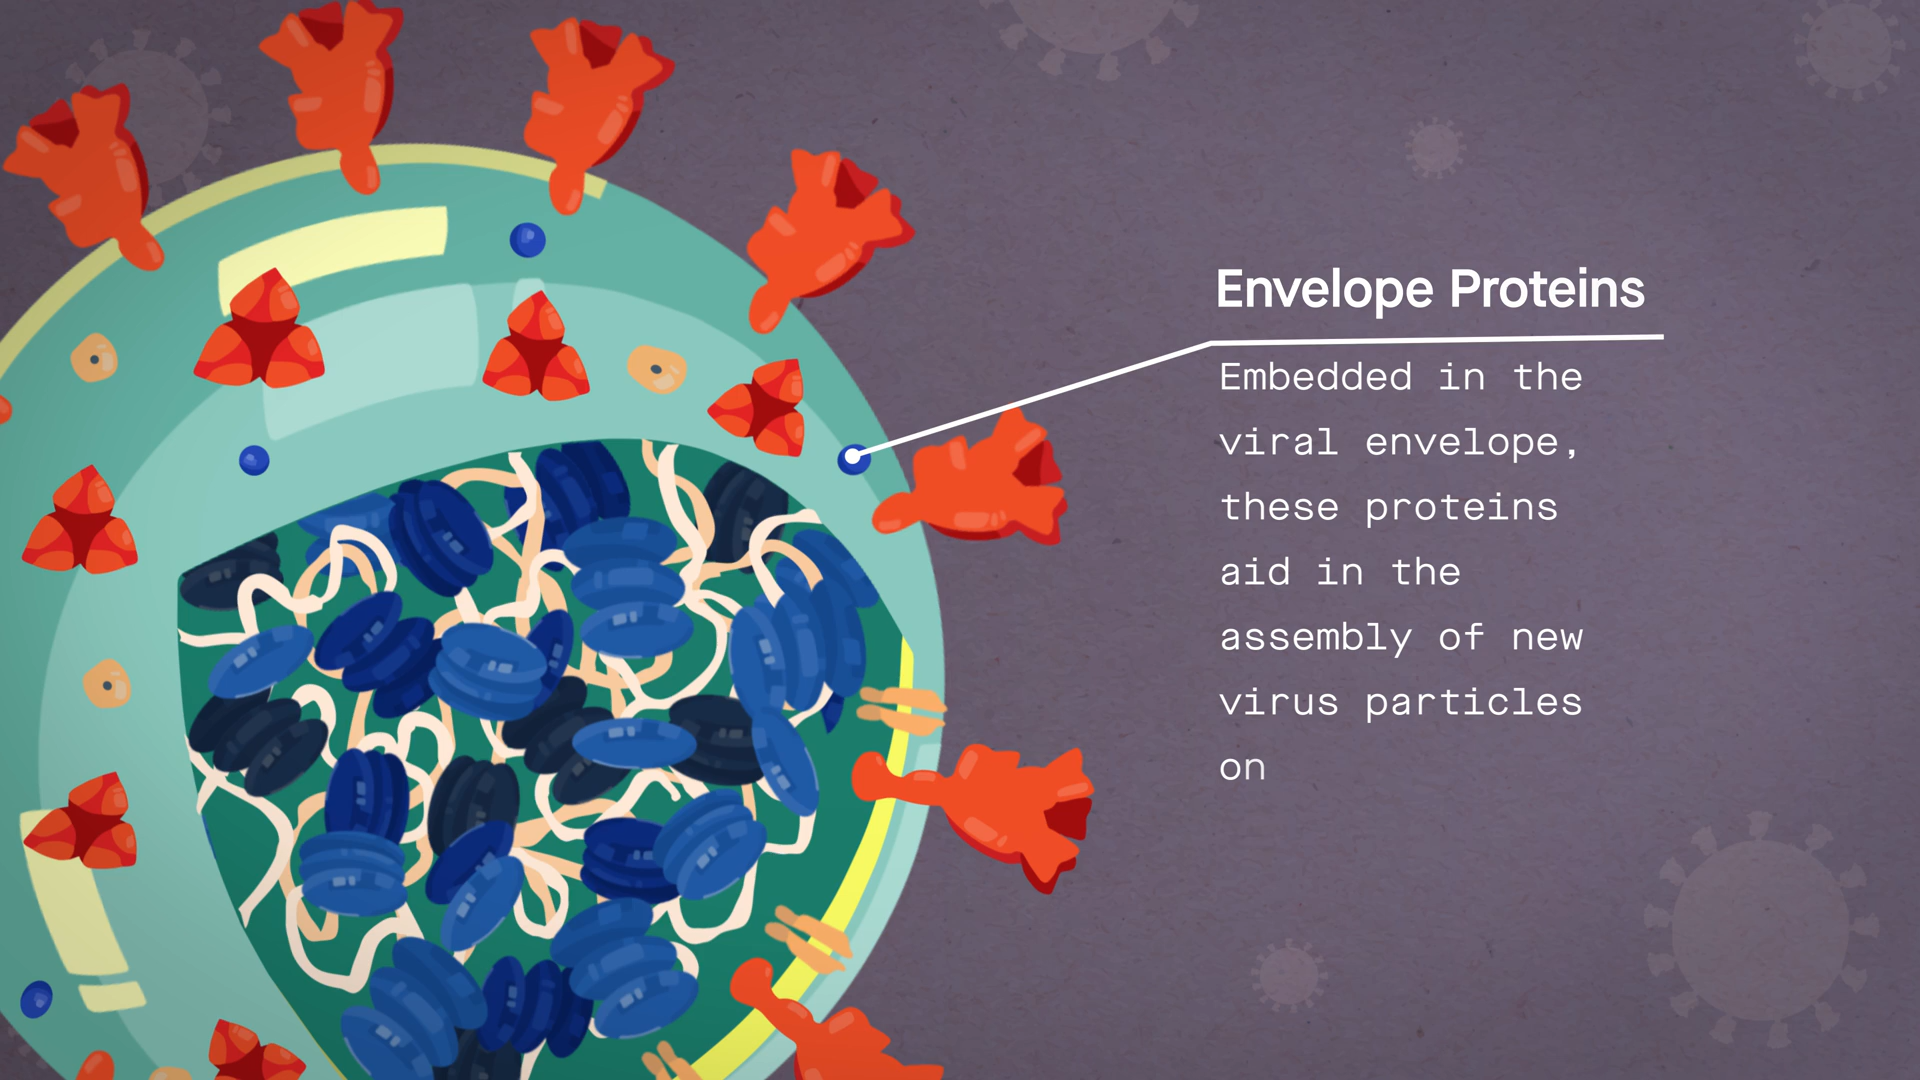 Envelope Proteins
Embedded in the
viral envelope,
these proteins
aid in the
assembly of new
virus particles
on